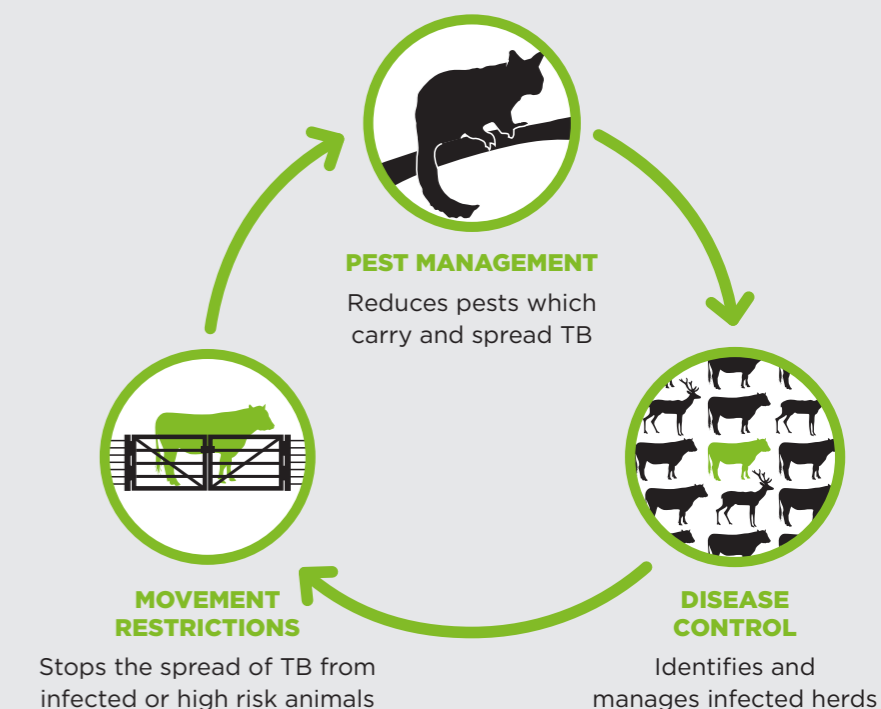 PEST MANAGEMENT
Reduces pests which
carry and spread TB
MOVEMENT
RESTRICTIONS
Stops the spread of TB from
infected or high risk animals
DISEASE
CONTROL
Identifies and
manages infected herds